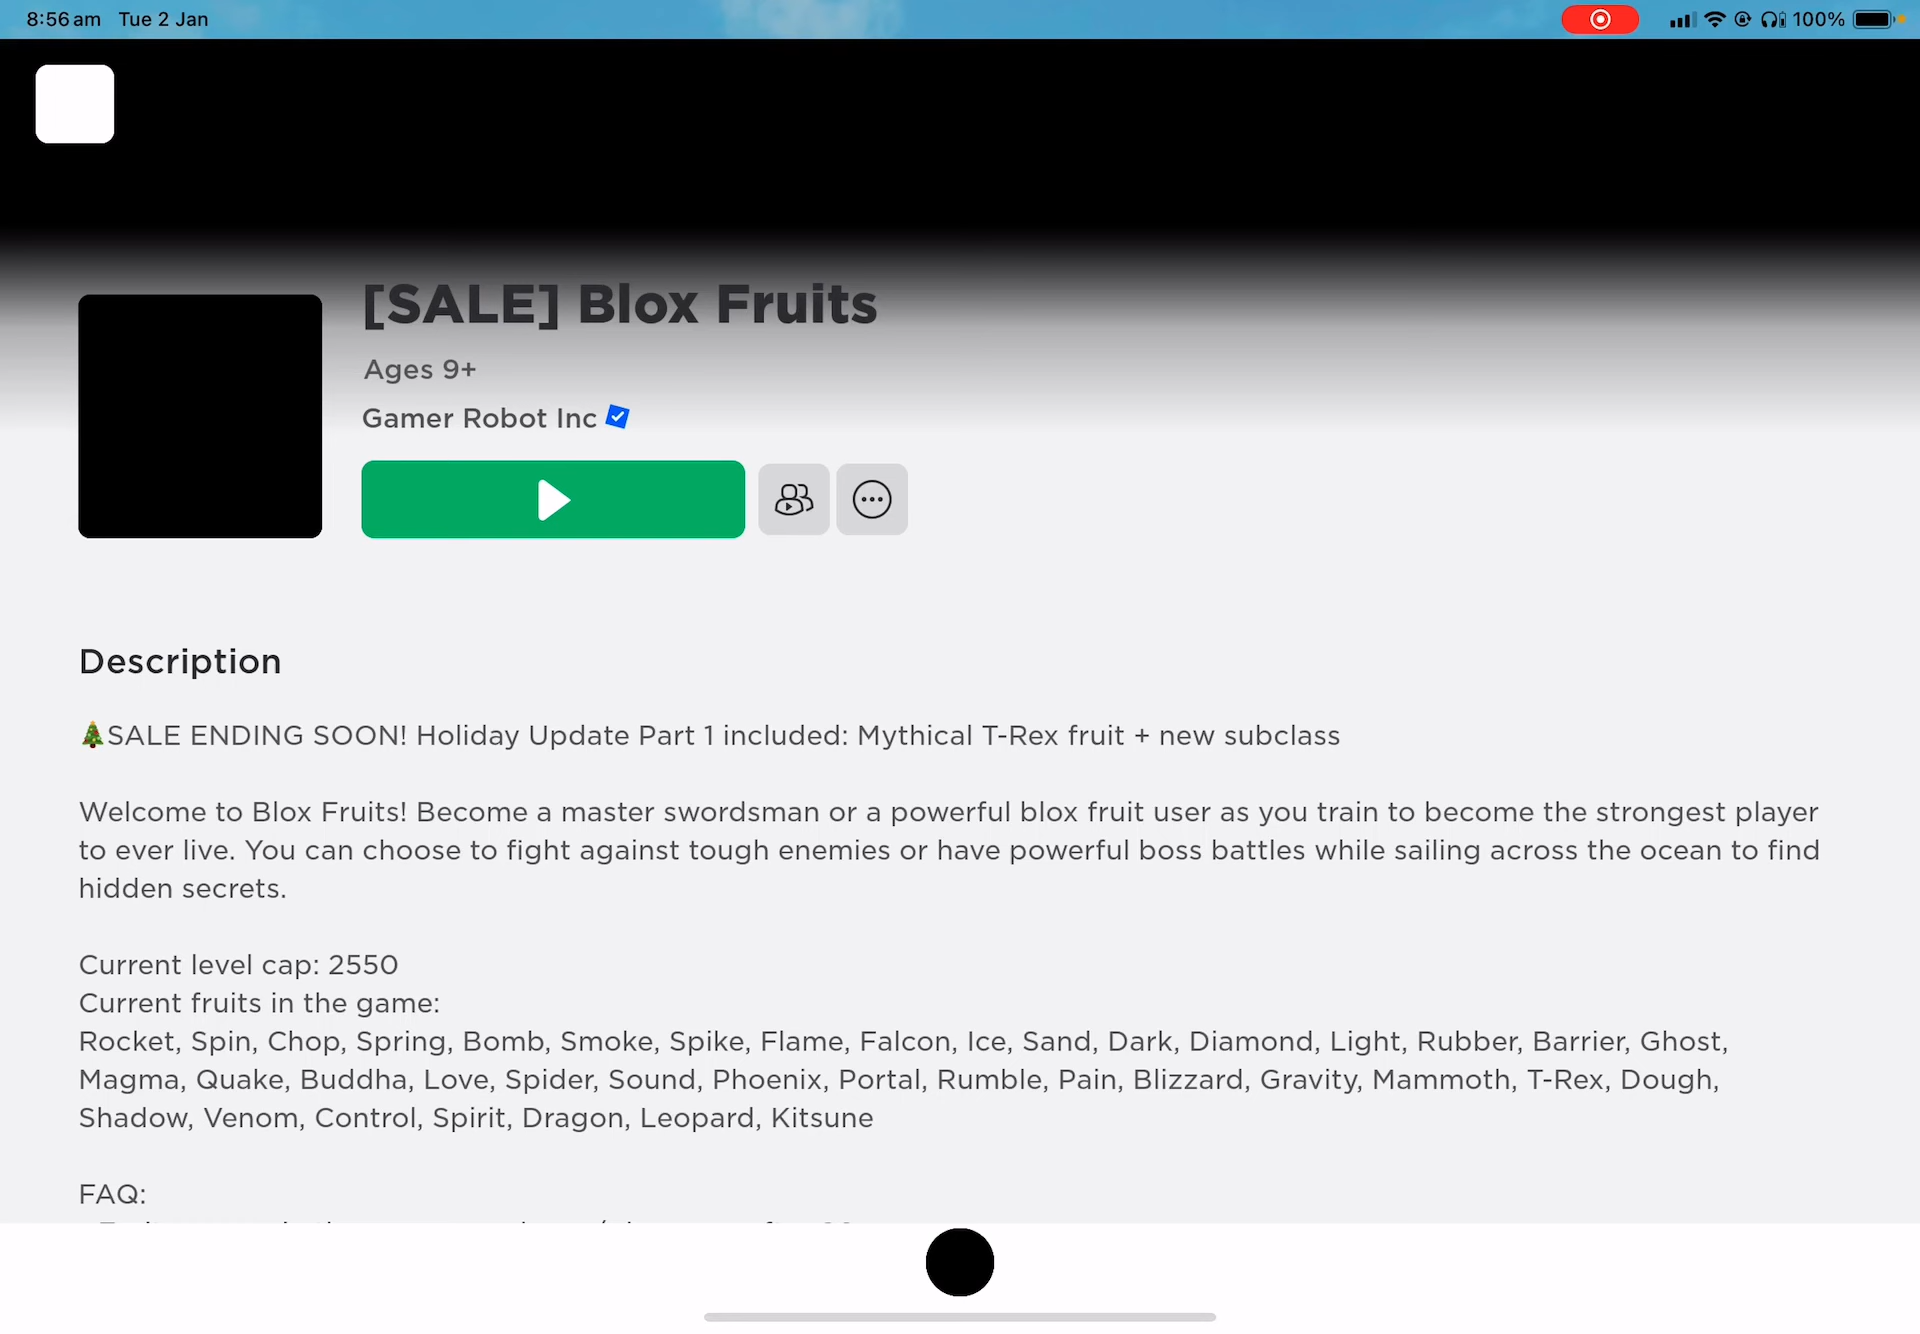 8:56 am Tue 2 Jan
100%
[SALE] Blox Fruits
Ages 9+
Gamer Robot Inc
Description
🎄SALE ENDING SOON! Holiday Update Part 1 included: Mythical T-Rex fruit + new subclass
Welcome to Blox Fruits! Become a master swordsman or a powerful blox fruit user as you train to become the strongest player
to ever live. You can choose to fight against tough enemies or have powerful boss battles while sailing across the ocean to find
hidden secrets.
Current level cap: 2550
Current fruits in the game:
Rocket, Spin, Chop, Spring, Bomb, Smoke, Spike, Flame, Falcon, Ice, Sand, Dark, Diamond, Light, Rubber, Barrier, Ghost,
Magma, Quake, Buddha, Love, Spider, Sound, Phoenix, Portal, Rumble, Pain, Blizzard, Gravity, Mammoth, T-Rex, Dough,
Shadow, Venom, Control, Spirit, Dragon, Leopard, Kitsune
FAQ: